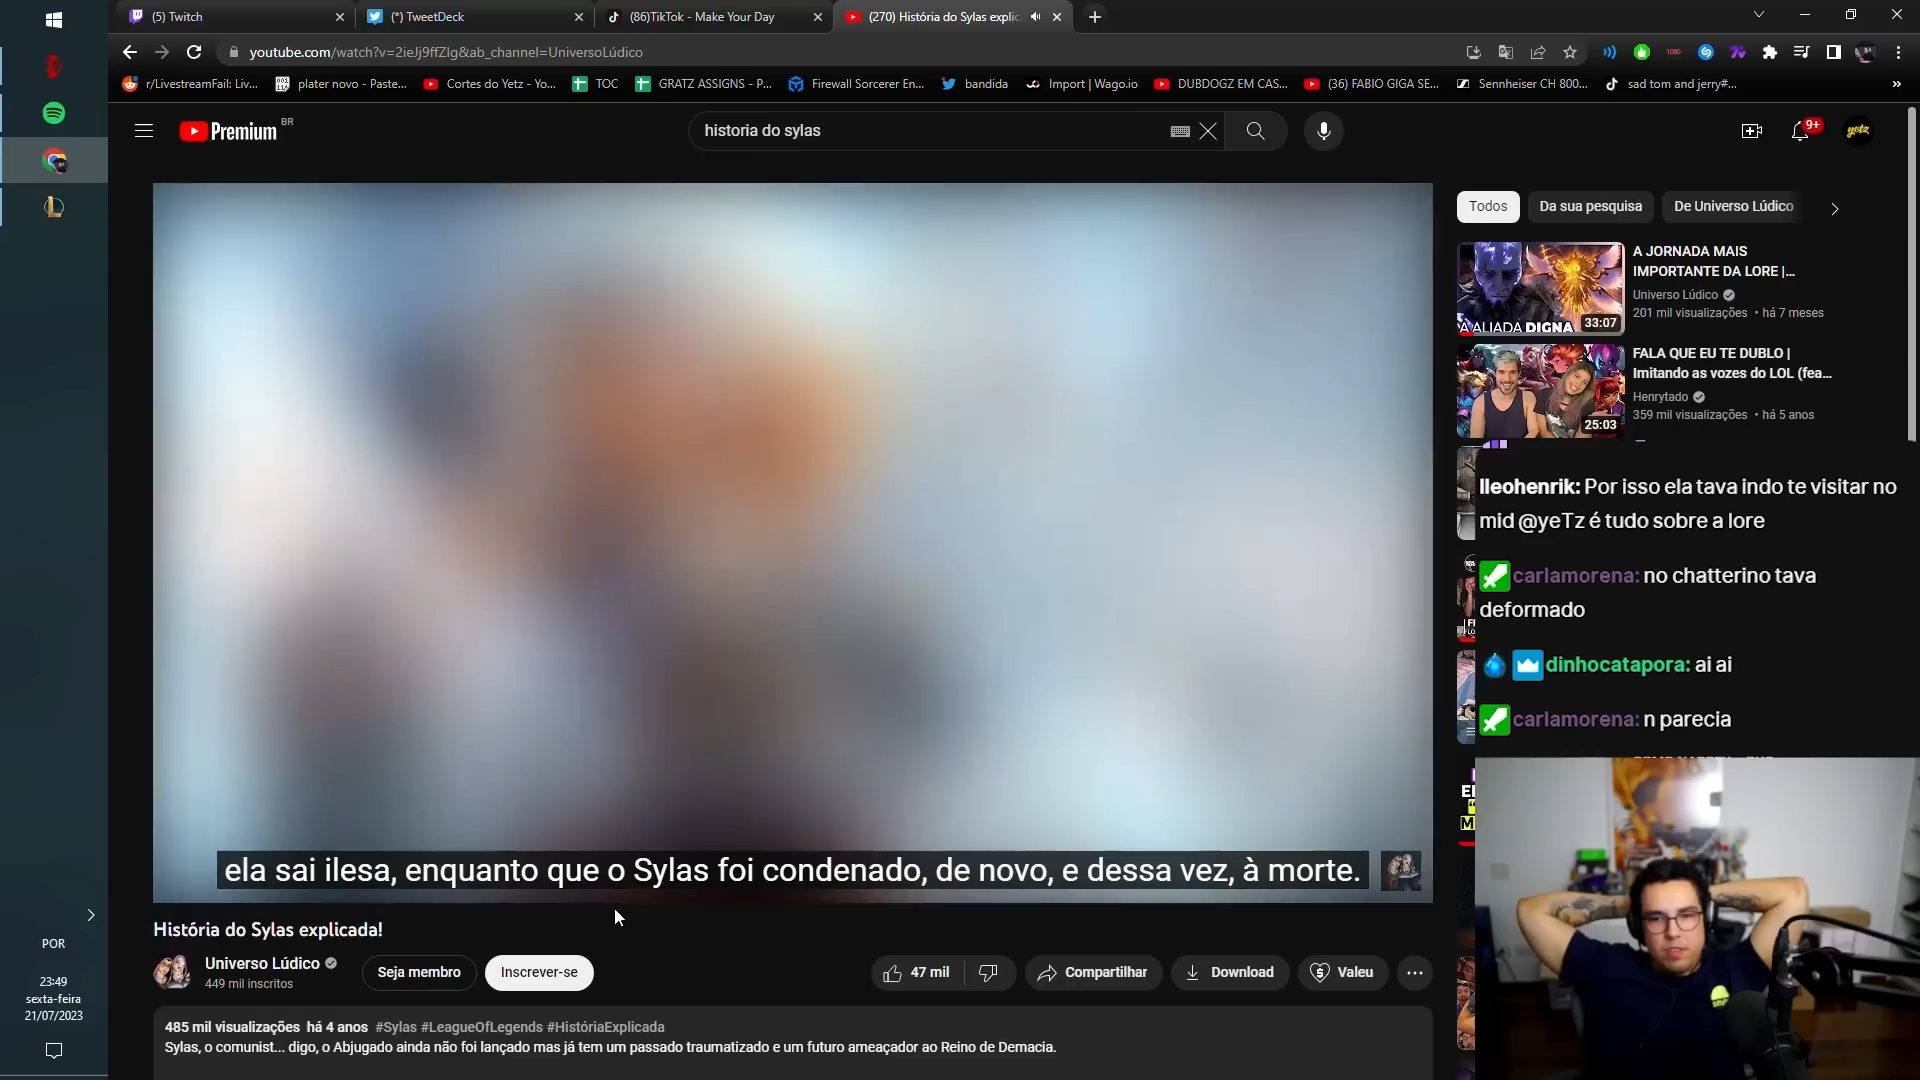 (5) Twitch
(*) TweetDeck
(86)TikTok - Make Your Day
(270) História do Sylas explic
youtube.com/watch?v=2ieJj9ffZIg&ab_channel=UniversoLúdico
r/LivestreamFail: Liv...
plater novo - Paste...
Cortes do Yetz - Yo...
TOC
GRATZ ASSIGNS - P...
Firewall Sorcerer En...
bandida
Import | Wago.io
DUBDOGZ EM CAS...
(36) FABIO GIGA SE...
Sennheiser CH 800...
sad tom and jerry#...
Premium
BR
historia do sylas
9+
yetz
Todos
Da sua pesquisa
De Universo Lúdico
A JORNADA MAIS
IMPORTANTE DA LORE |...
Universo Lúdico
201 mil visualizações • há 7 meses
A ALIADA DIGNA
33:07
FALA QUE EU TE DUBLO |
Imitando as vozes do LOL (fea...
Henrytado
359 mil visualizações • há 5 anos
25:03
lleohenrik: Por isso ela tava indo te visitar no
mid @yeTz é tudo sobre a lore
carlamorena: no chatterino tava
deformado
dinhocatapora: ai ai
carlamorena: n parecia
ela sai ilesa, enquanto que o Sylas foi condenado, de novo, e dessa vez, à morte.
História do Sylas explicada!
Universo Lúdico
449 mil inscritos
Seja membro
Inscrever-se
47 mil
Compartilhar
Download
Valeu
485 mil visualizações há 4 anos #Sylas #LeagueOfLegends #HistóriaExplicada
Sylas, o comunist... digo, o Abjugado ainda não foi lançado mas já tem um passado traumatizado e um futuro ameaçador ao Reino de Demacia.
POR
23:49
sexta-feira
21/07/2023